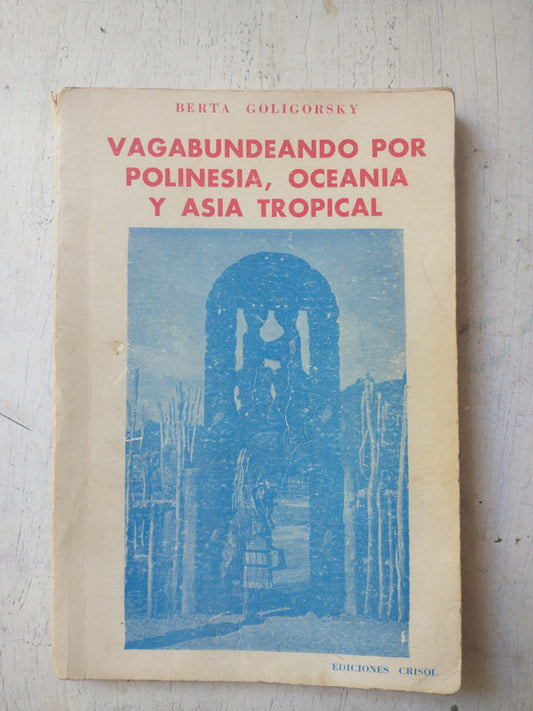 BERTA GOLIGORSKY
VAGABUNDEANDO POR
POLINESIA, OCEANIA
Y ASIA TROPICAL
EDICIONES CRISOL